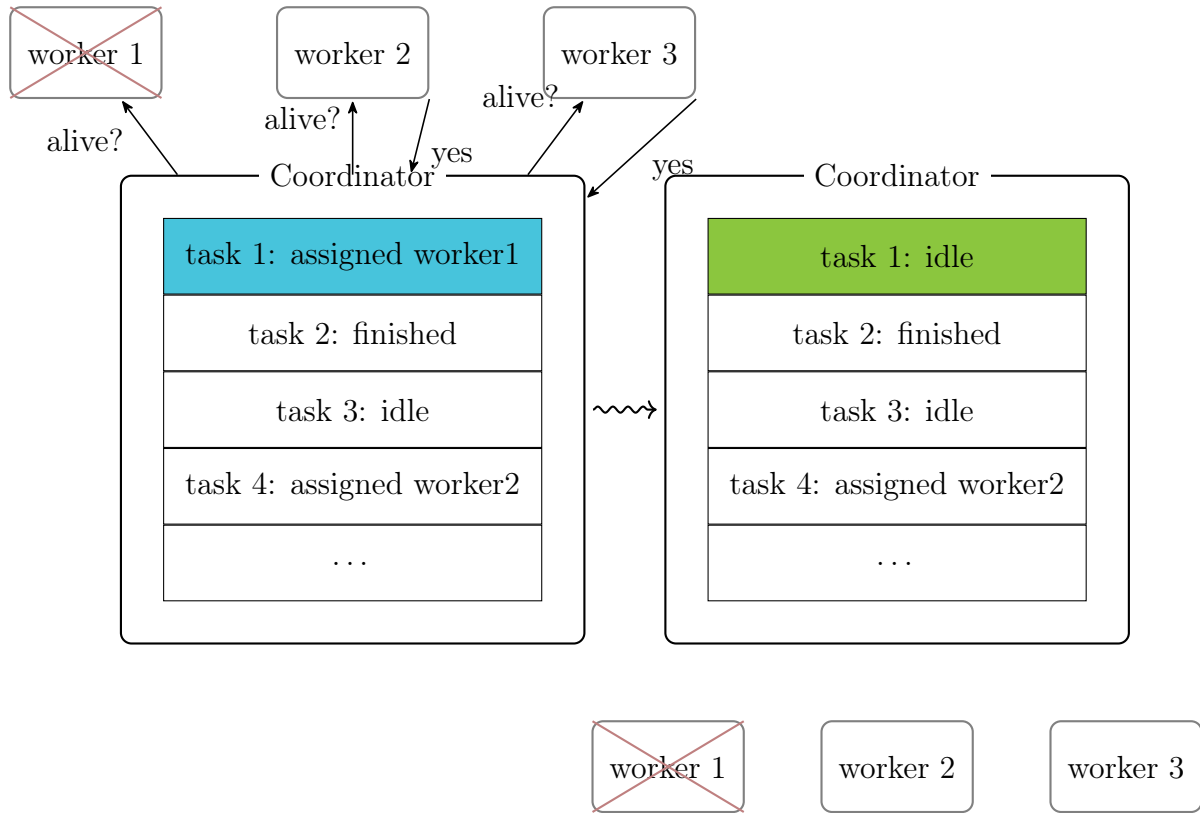 worker 1
worker 2
worker 3
alive?
alive?
alive?
yes
yes
Coordinator
task 1: assigned worker1
task 2: finished
task 3: idle
task 4: assigned worker2
...
Coordinator
task 1: idle
task 2: finished
task 3: idle
task 4: assigned worker2
...
worker 1
worker 2
worker 3